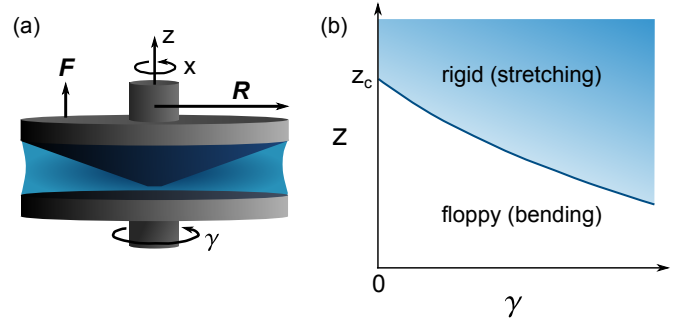 (a)
z
x
F
R
γ
(b)
z_c
rigid (stretching)
Z
floppy (bending)
0
γ